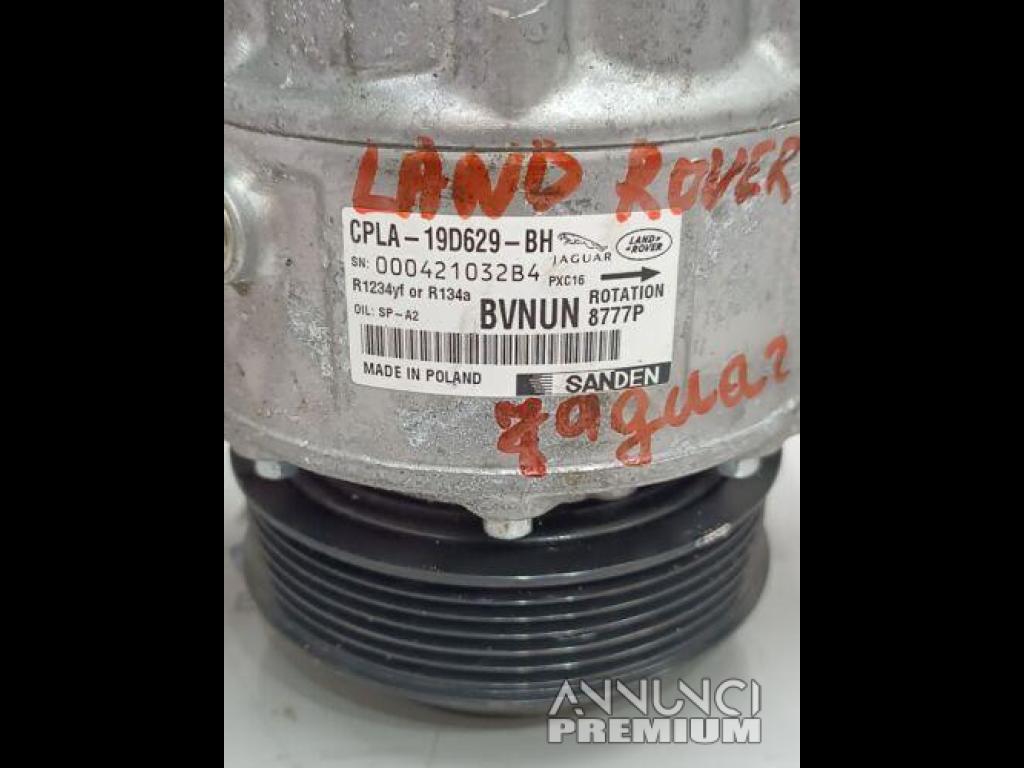 LAND ROVER
CPLA-19D629-BH
JAGUAR
LAND ROVER
SN: 000421032B4
PXC16
R1234yf or R134a
ROTATION
OIL: SP-A2
BVNUN 8777P
MADE IN POLAND
SANDEN
Jaguar
ANNUNCI
PREMIUM